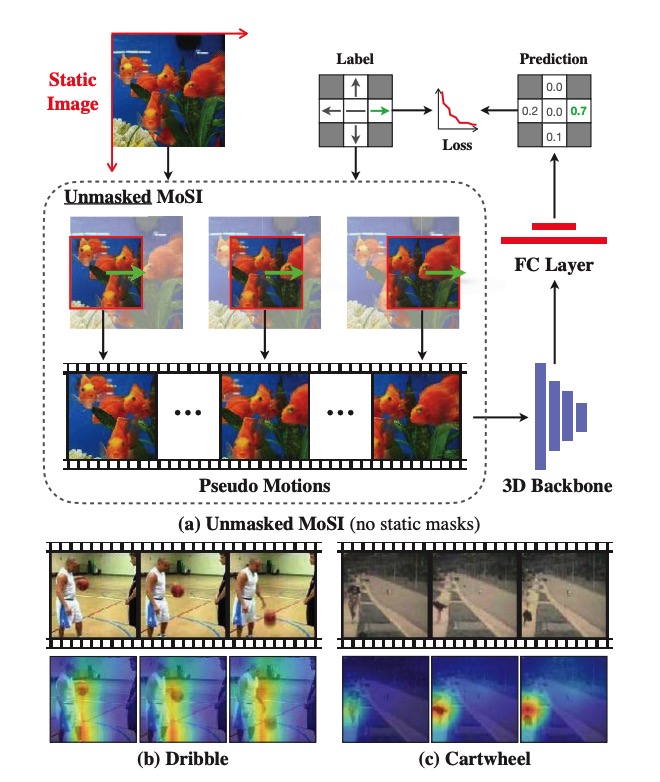 Static
Image
Label
Prediction
0.0
0.2 0.0 0.7
0.1
Loss
Unmasked MoSI
FC Layer
Pseudo Motions
3D Backbone
(a) Unmasked MoSI (no static masks)
(b) Dribble
(c) Cartwheel